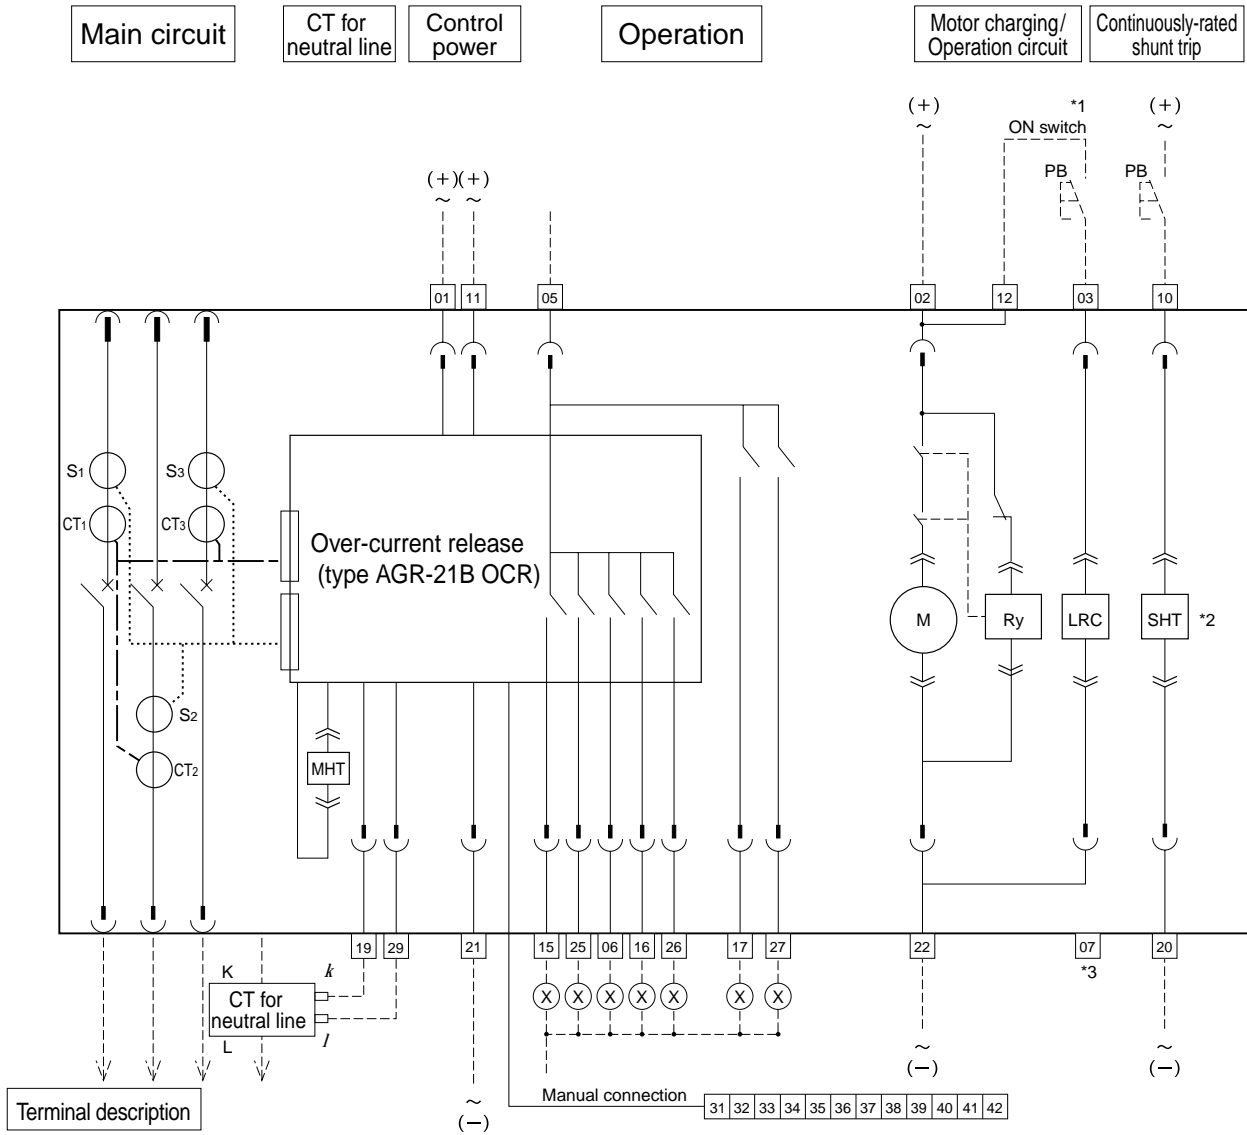 Main circuit
CT for
neutral line
Control
power
Operation
Motor charging/
Operation circuit
Continuously-rated
shunt trip
(+) ~
*1
ON switch
(+) ~
PB
PB
(+)(+)
~ ~
01 11 05 02 12 03 10
S1 S3
CT1 CT3
Over-current release
(type AGR-21B OCR)
M Ry LRC SHT *2
S2
CT2
MHT
19 29 21 15 25 06 16 26 17 27 22 07 20
*3
K k
CT for
neutral line
L l
X X X X X X X
~ ~ ~
(−) (−) (−)
Manual connection
31 32 33 34 35 36 37 38 39 40 41 42
Terminal description